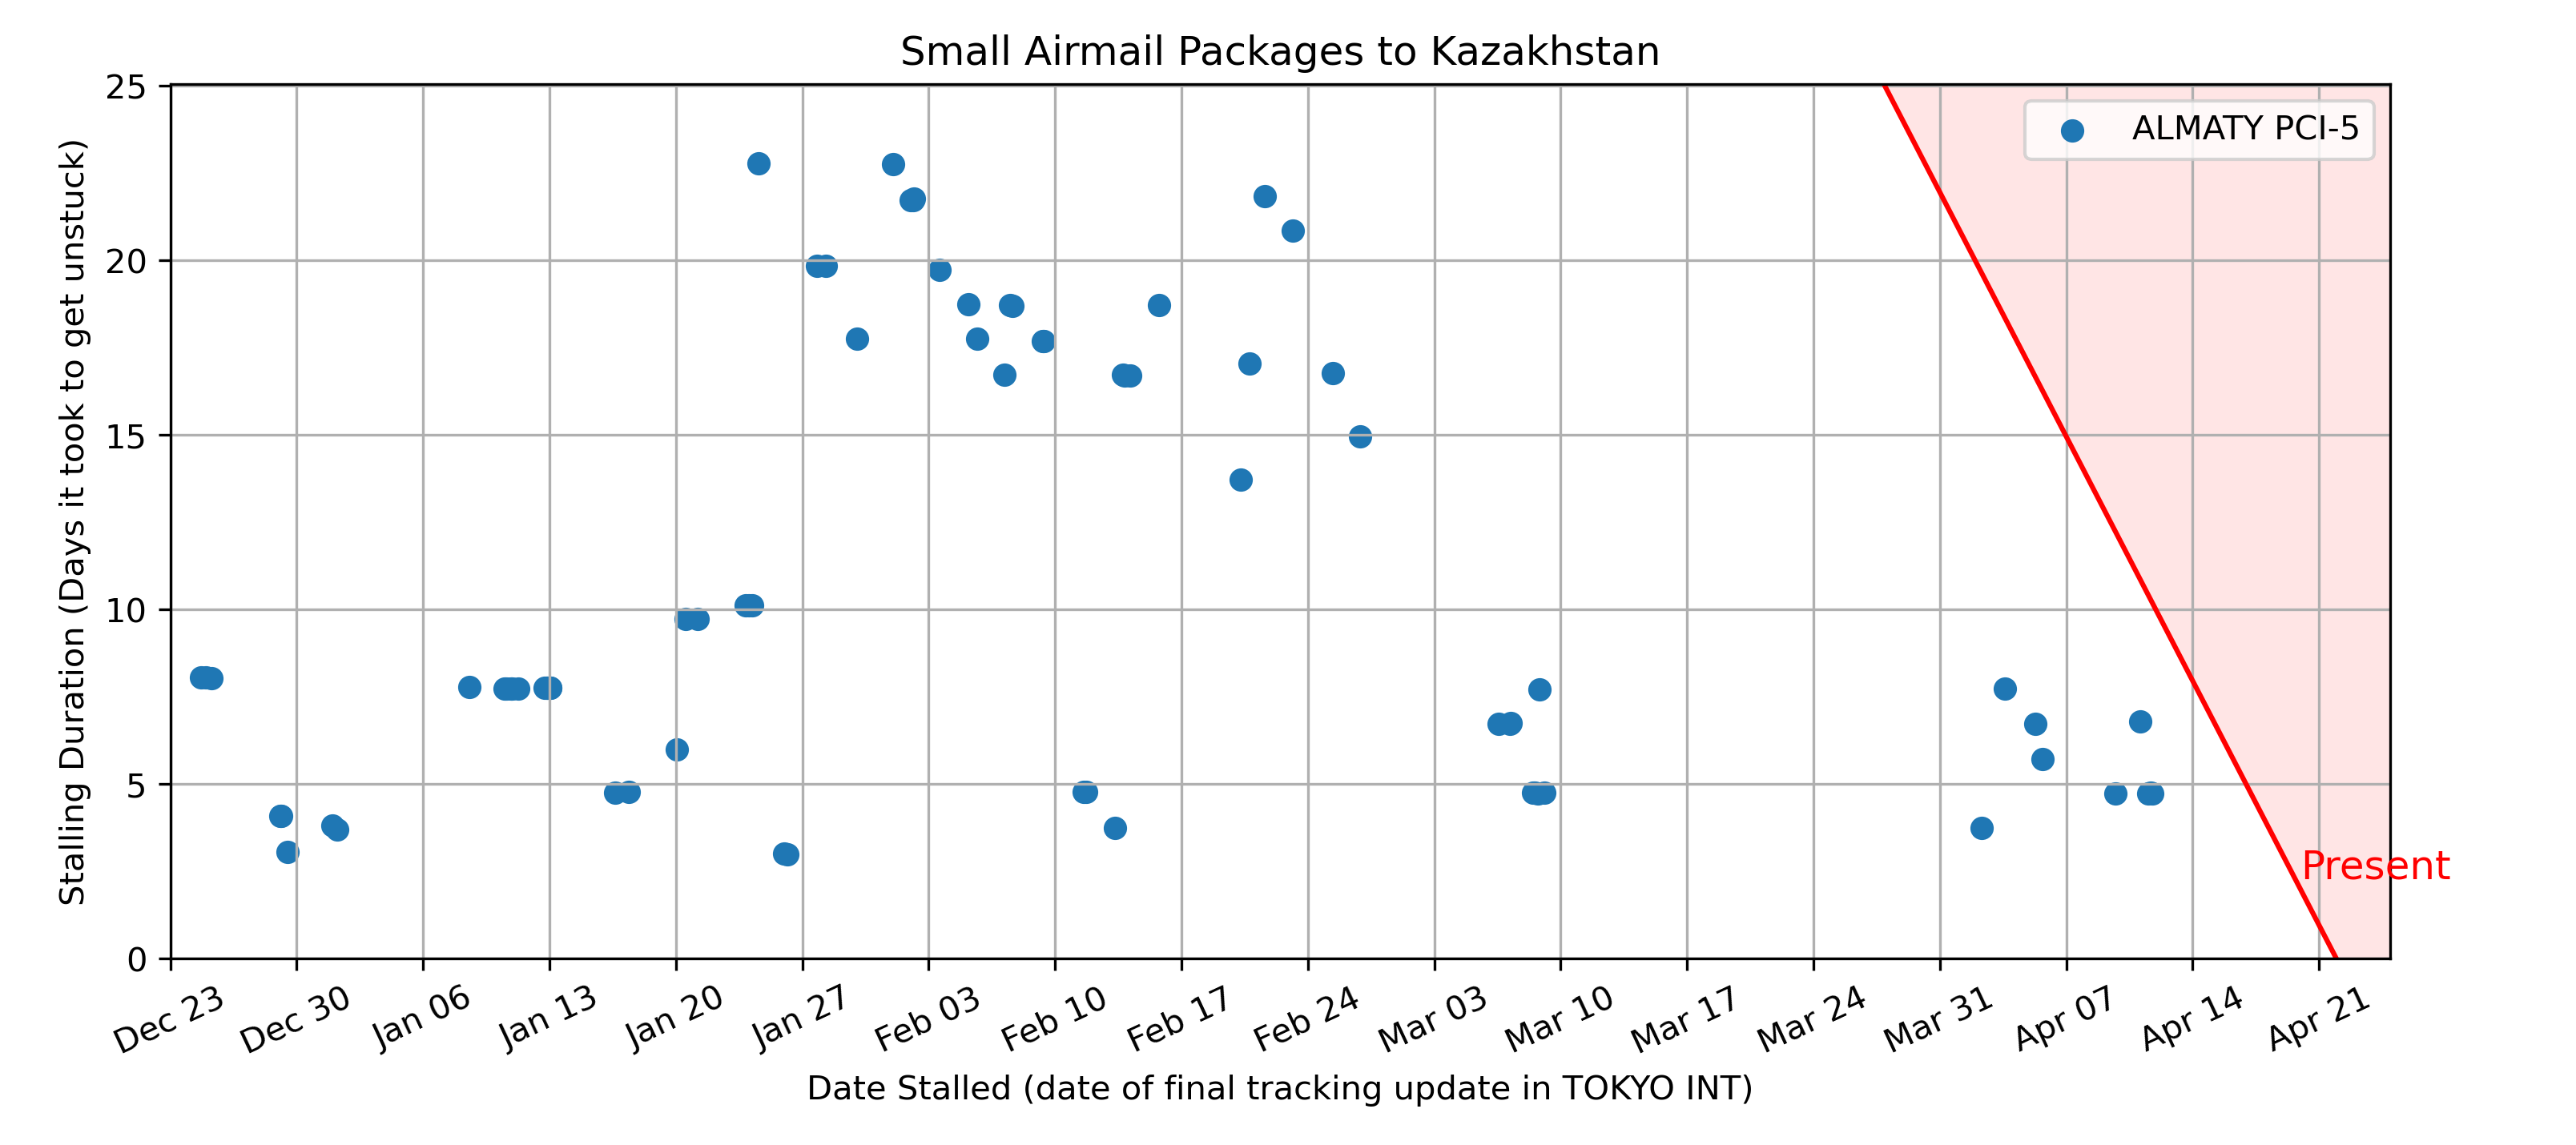 Small Airmail Packages to Kazakhstan
ALMATY PCI-5
Stalling Duration (Days it took to get unstuck)
25
20
15
10
5
0
Present
Dec 23
Dec 30
Jan 06
Jan 13
Jan 20
Jan 27
Feb 03
Feb 10
Feb 17
Feb 24
Mar 03
Mar 10
Mar 17
Mar 24
Mar 31
Apr 07
Apr 14
Apr 21
Date Stalled (date of final tracking update in TOKYO INT)